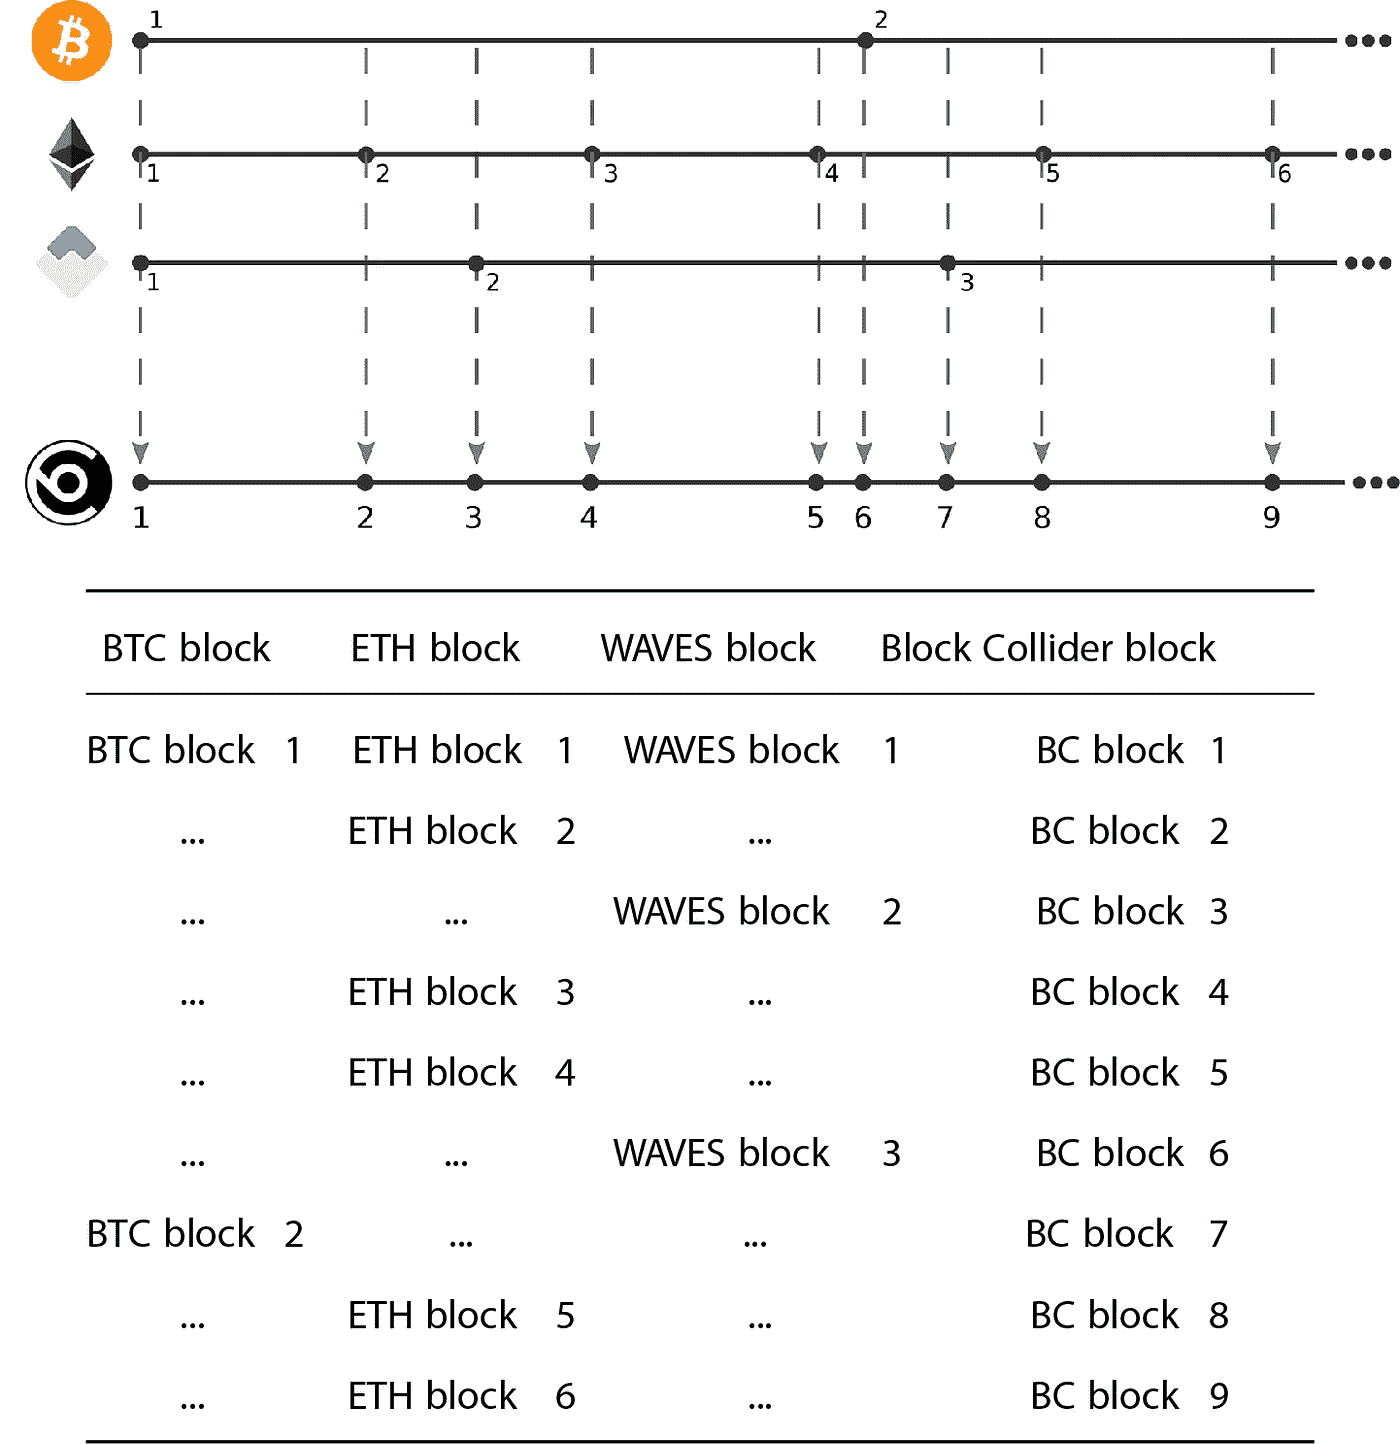 1 2
1 2 3 4 5 6
1 2 3
1 2 3 4 5 6 7 8 9
BTC block ETH block WAVES block Block Collider block
BTC block 1 ETH block 1 WAVES block 1 BC block 1
... ETH block 2 ... BC block 2
... ... WAVES block 2 BC block 3
... ETH block 3 ... BC block 4
... ETH block 4 ... BC block 5
... ... WAVES block 3 BC block 6
BTC block 2 ... ... BC block 7
... ETH block 5 ... BC block 8
... ETH block 6 ... BC block 9